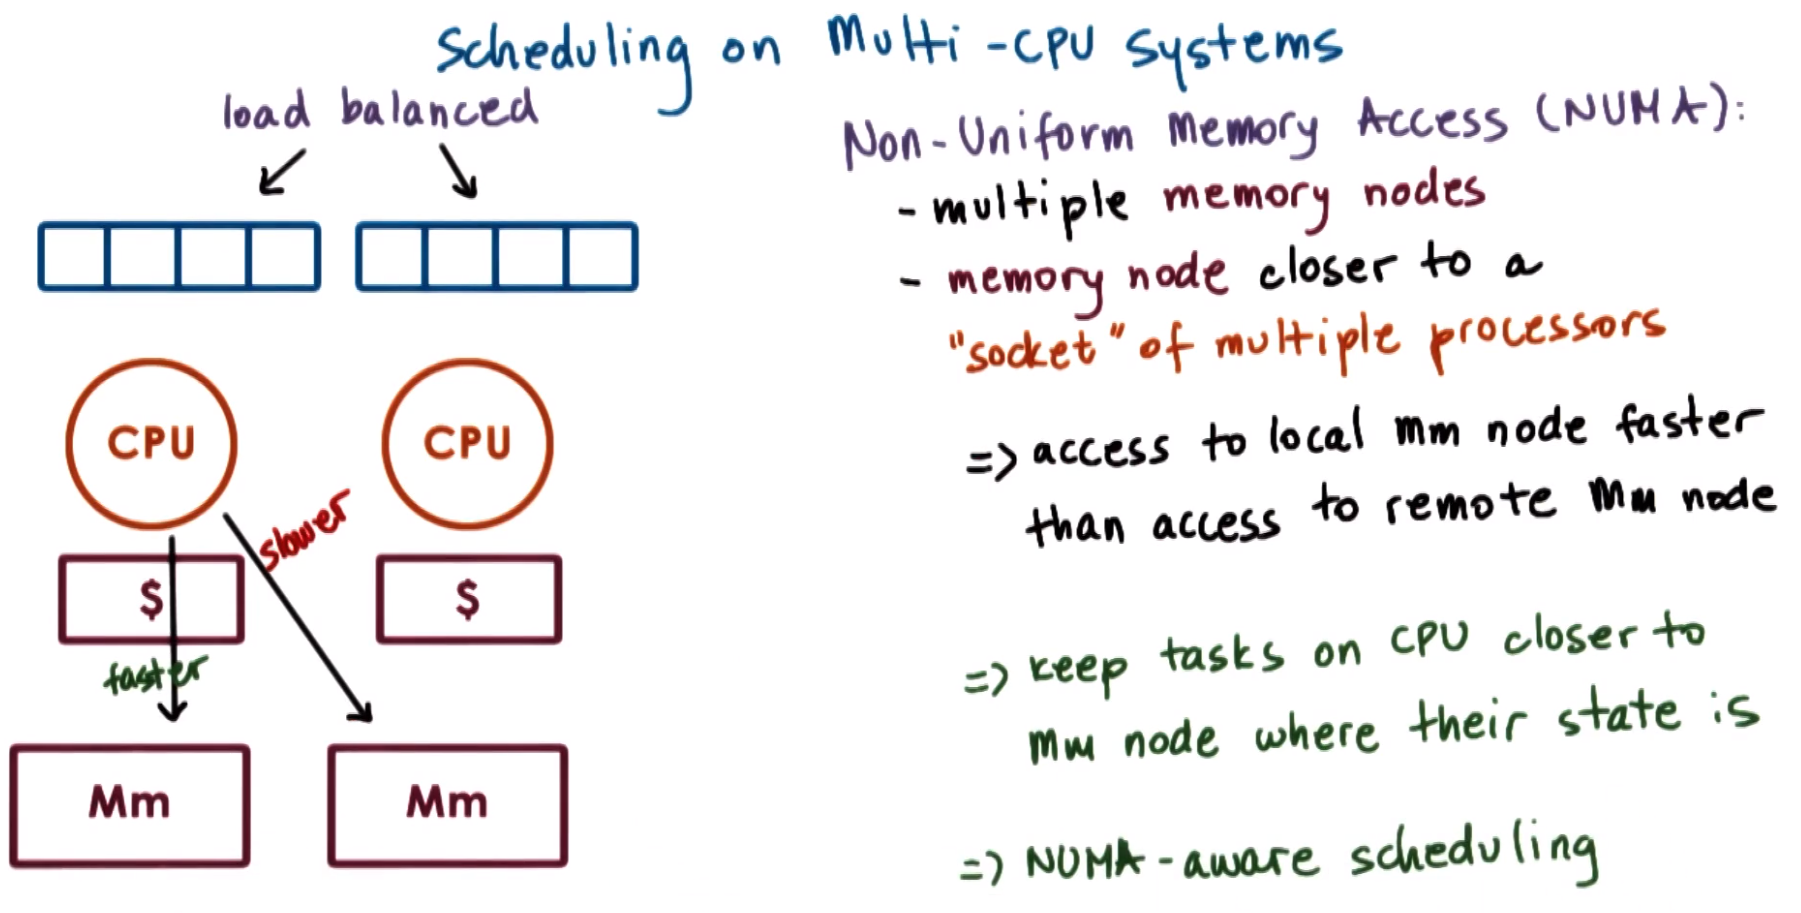 Scheduling on Multi-CPU Systems
load balanced
CPU
CPU
slower
$
$
faster
Mm
Mm
Non-Uniform Memory Access (NUMA):
- multiple memory nodes
- memory node closer to a
"socket" of multiple processors
=> access to local mm node faster
than access to remote mm node
=> keep tasks on CPU closer to
mm node where their state is
=> NUMA-aware scheduling